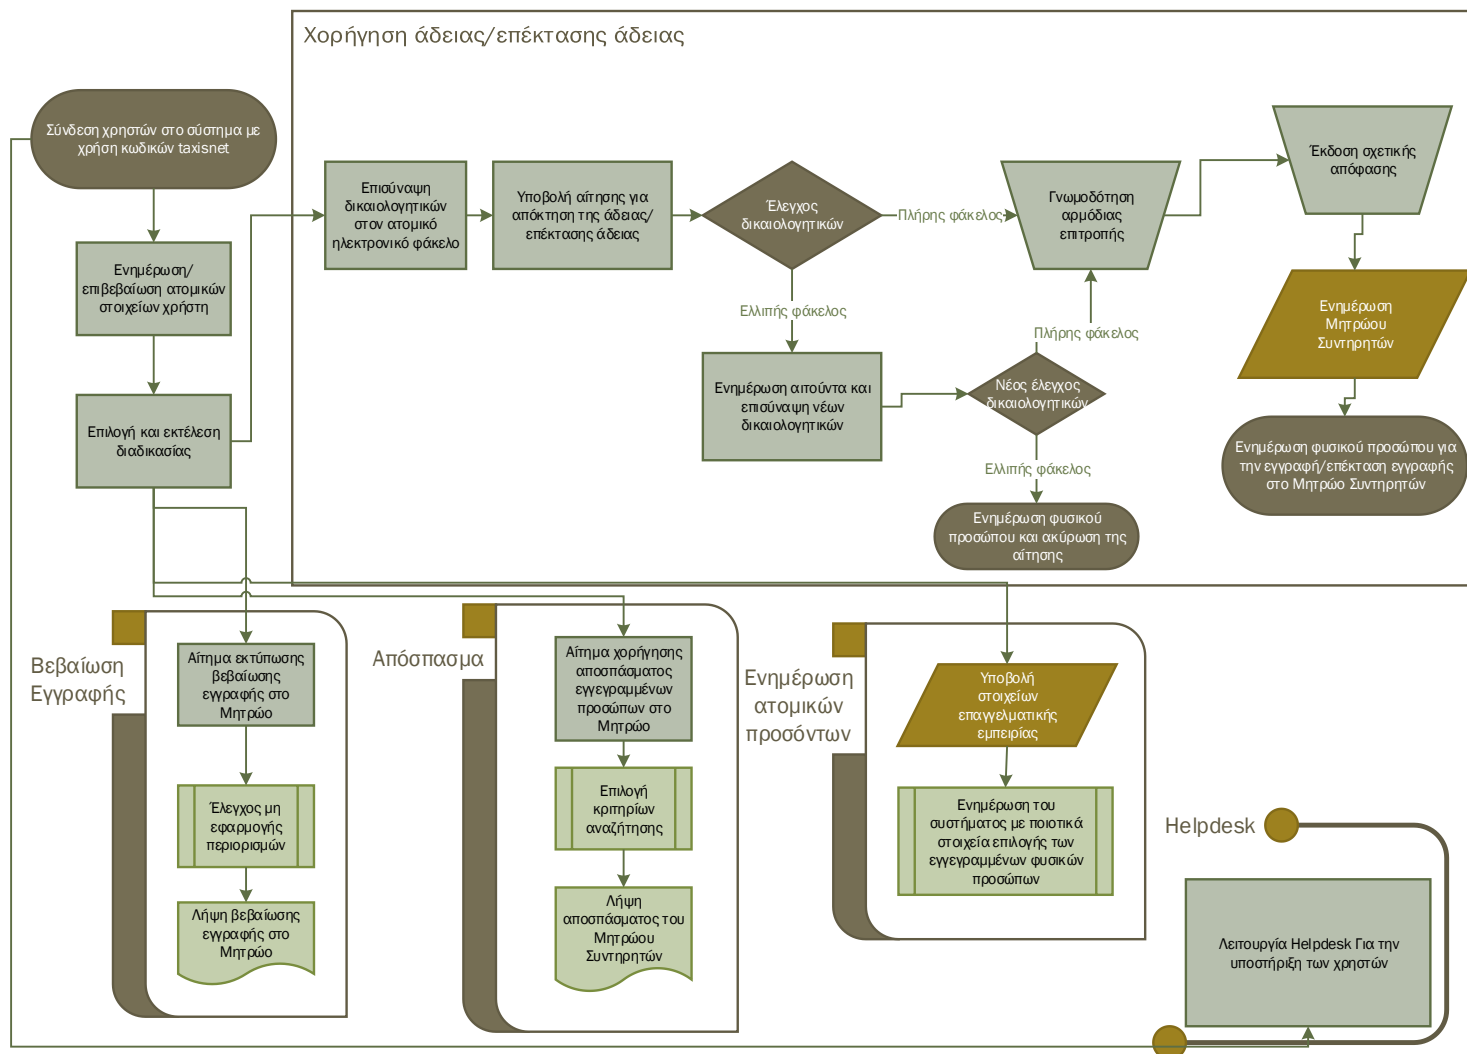 Χορήγηση άδειας/επέκτασης άδειας
Σύνδεση χρηστών στο σύστημα με
χρήση κωδικών taxisnet
Ενημέρωση/
επιβεβαίωση ατομικών
στοιχείων χρήστη
Επιλογή και εκτέλεση
διαδικασίας
Επισύναψη
δικαιολογητικών
στον ατομικό
ηλεκτρονικό φάκελο
Υποβολή αίτησης για
απόκτηση της άδειας/
επέκτασης άδειας
Έλεγχος
δικαιολογητικών
Πλήρης φάκελος
Γνωμοδότηση
αρμόδιας
επιτροπής
Έκδοση σχετικής
απόφασης
Ελλιπής φάκελος
Ενημέρωση αιτούντα και
επισύναψη νέων
δικαιολογητικών
Νέος έλεγχος
δικαιολογητικών
Πλήρης φάκελος
Ελλιπής φάκελος
Ενημέρωση φυσικού
προσώπου και ακύρωση της
αίτησης
Ενημέρωση
Μητρώου
Συντηρητών
Ενημέρωση φυσικού προσώπου για
την εγγραφή/επέκταση εγγραφής
στο Μητρώο Συντηρητών
Βεβαίωση
Εγγραφής
Αίτημα εκτύπωσης
βεβαίωσης
εγγραφής στο
Μητρώο
Έλεγχος μη
εφαρμογής
περιορισμών
Λήψη βεβαίωσης
εγγραφής στο
Μητρώο
Απόσπασμα
Αίτημα χορήγησης
αποσπάσματος
εγγεγραμμένων
προσώπων στο
Μητρώο
Επιλογή
κριτηρίων
αναζήτησης
Λήψη
αποσπάσματος του
Μητρώου
Συντηρητών
Ενημέρωση
ατομικών
προσόντων
Υποβολή
στοιχείων
επαγγελματικής
εμπειρίας
Ενημέρωση του
συστήματος με ποιοτικά
στοιχεία επιλογής των
εγγεγραμμένων φυσικών
προσώπων
Helpdesk
Λειτουργία Helpdesk Για την
υποστήριξη των χρηστών